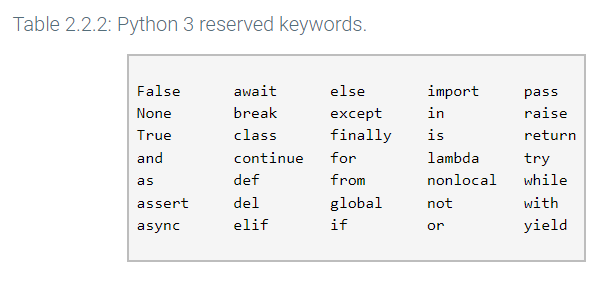 Table 2.2.2: Python 3 reserved keywords.
False await else import pass
None break except in raise
True class finally is return
and continue for lambda try
as def from nonlocal while
assert del global not with
async elif if or yield